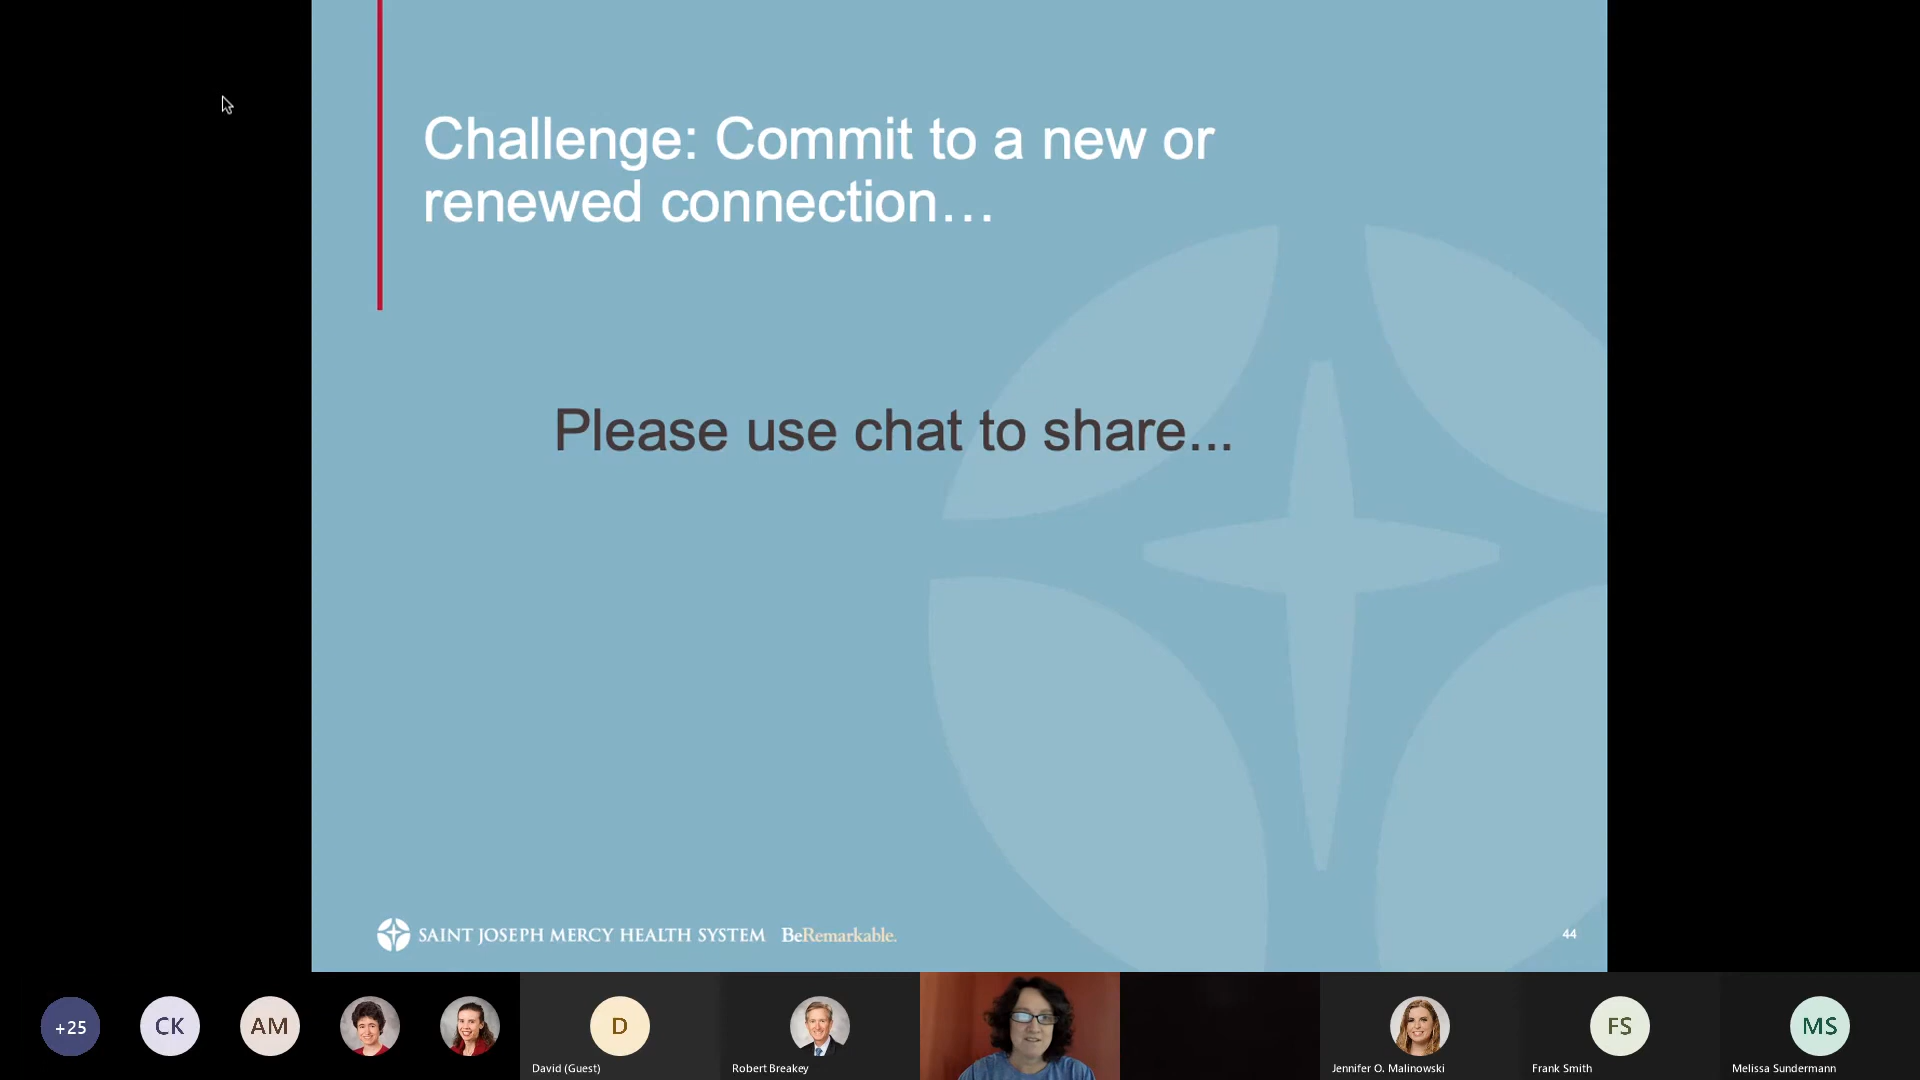 Challenge: Commit to a new or
renewed connection…
Please use chat to share...
SAINT JOSEPH MERCY HEALTH SYSTEM BeRemarkable.
44
+25
CK
AM
D
FS
MS
David (Guest)
Robert Breakey
Jennifer O. Malinowski
Frank Smith
Melissa Sundermann